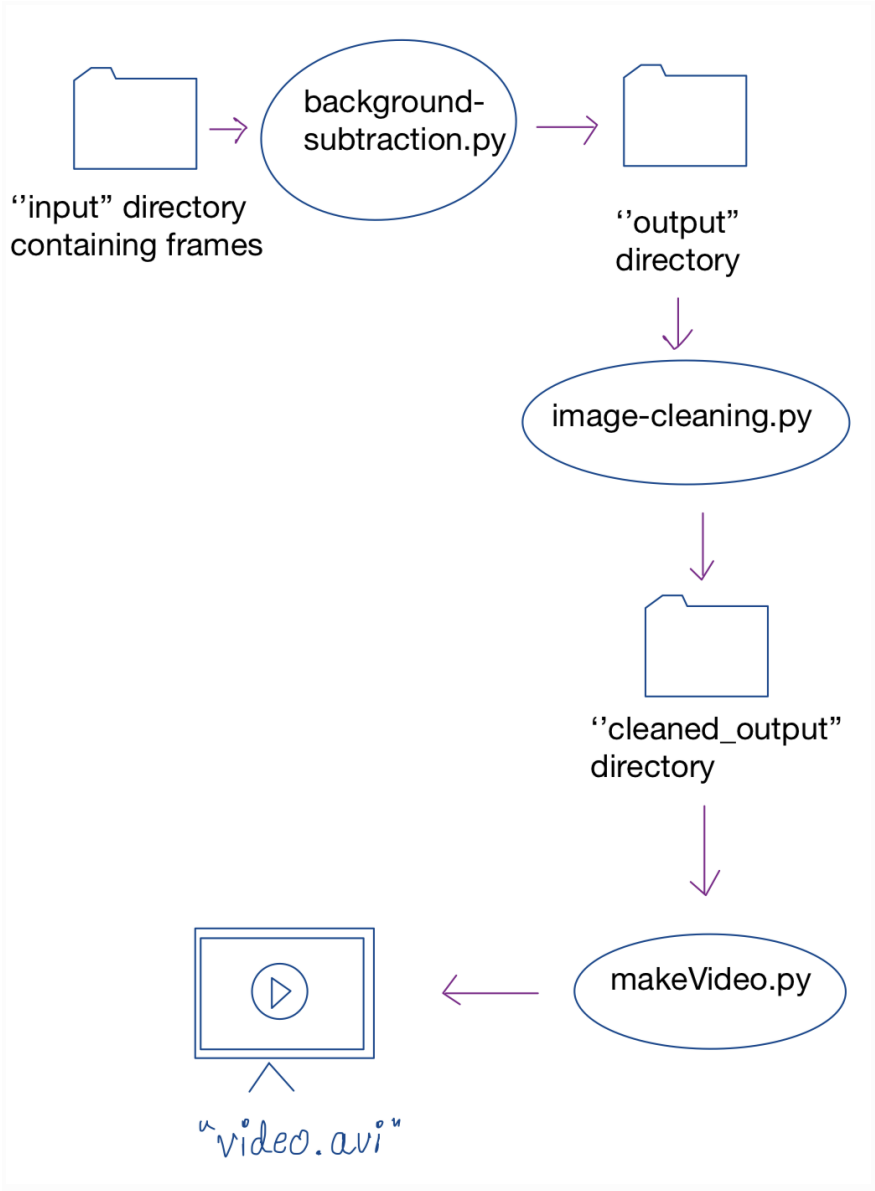 background-
subtraction.py
‘’input” directory
containing frames
‘’output”
directory
image-cleaning.py
‘’cleaned_output”
directory
makeVideo.py
"video.avi"